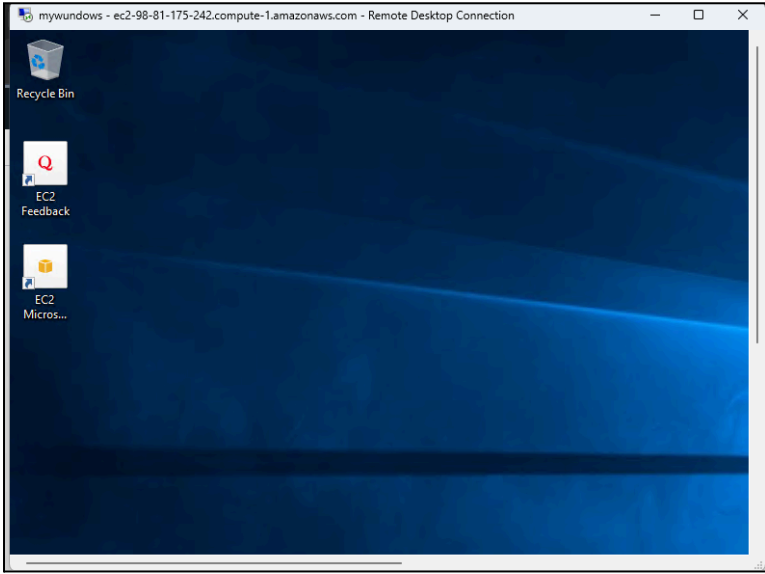 mywundows - ec2-98-81-175-242.compute-1.amazonaws.com - Remote Desktop Connection
Recycle Bin
Q
EC2
Feedback
EC2
Micros...